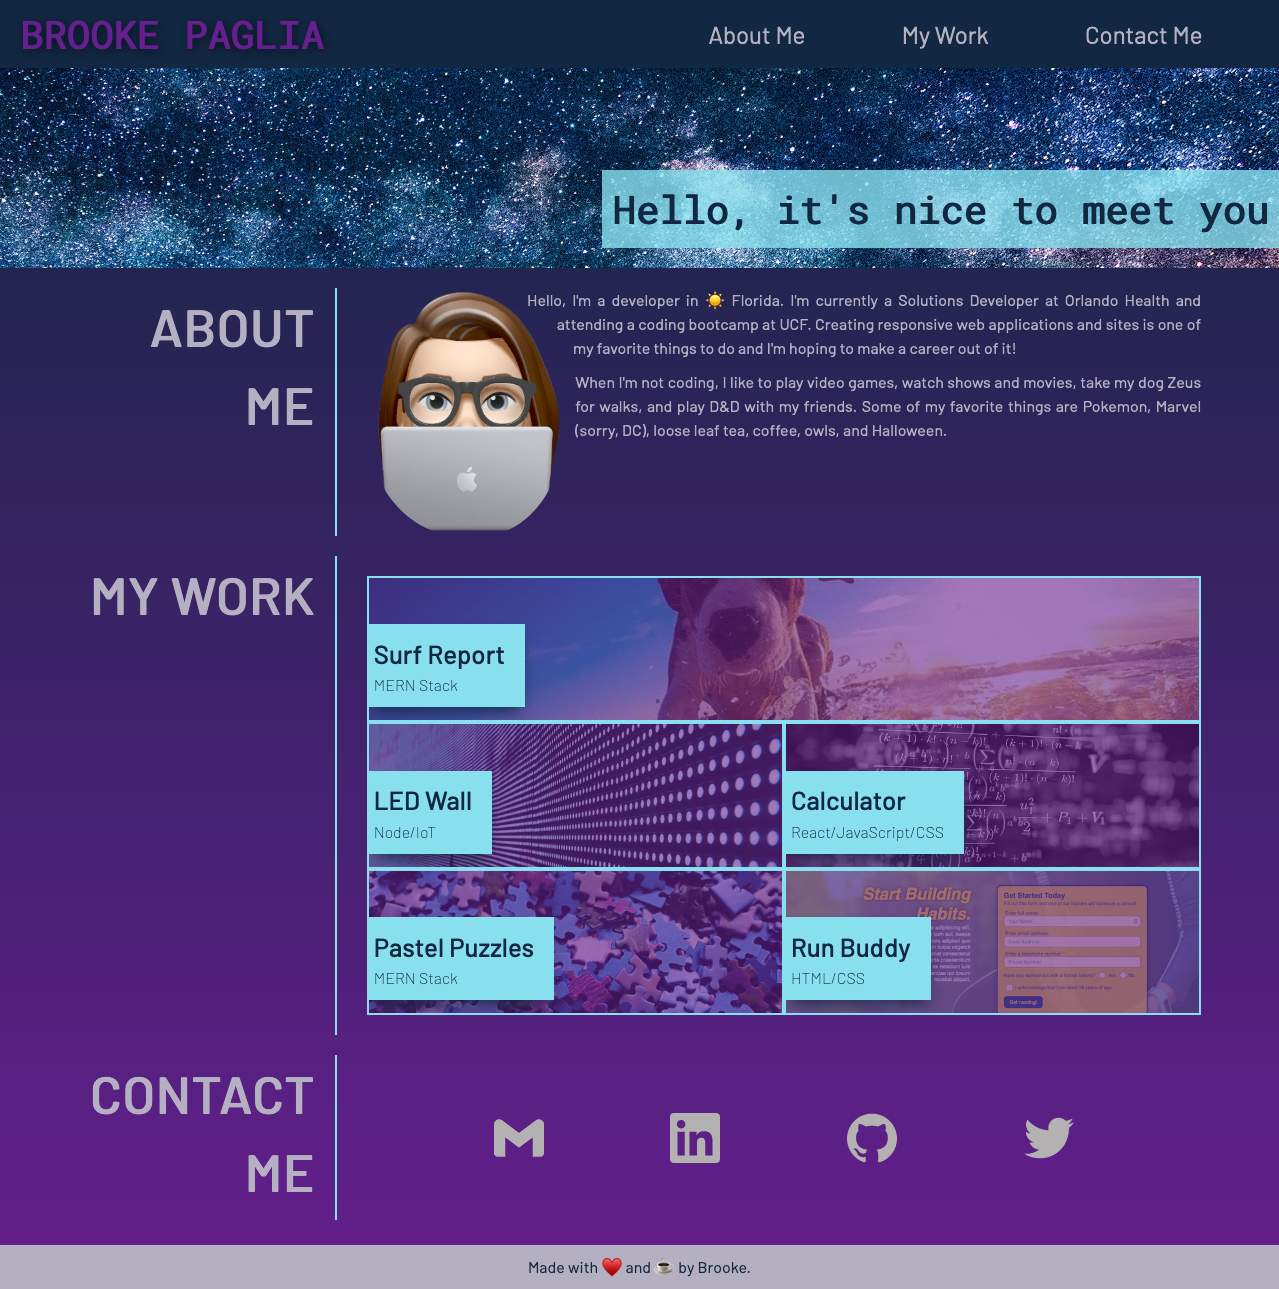 BROOKE PAGLIA
About Me
My Work
Contact Me
Hello, it's nice to meet you
ABOUT
ME
Hello, I'm a developer in ☀️ Florida. I'm currently a Solutions Developer at Orlando Health and
attending a coding bootcamp at UCF. Creating responsive web applications and sites is one of
my favorite things to do and I'm hoping to make a career out of it!
When I'm not coding, I like to play video games, watch shows and movies, take my dog Zeus
for walks, and play D&D with my friends. Some of my favorite things are Pokemon, Marvel
(sorry, DC), loose leaf tea, coffee, owls, and Halloween.
MY WORK
Surf Report
MERN Stack
LED Wall
Node/IoT
Calculator
React/JavaScript/CSS
Pastel Puzzles
MERN Stack
Start Building
Habits.
Get Started Today
Run Buddy
HTML/CSS
CONTACT
ME
Made with ❤️ and ☕ by Brooke.